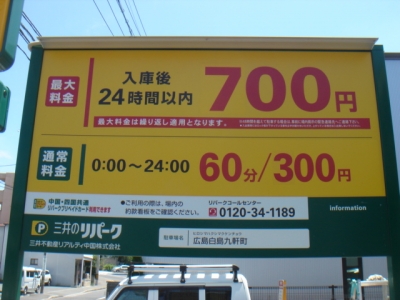 最大
料金
入庫後
24時間以内
700円
最大料金は繰り返し適用となります。
通常
料金
0:00〜24:00
60分/300円
中国・四国共通
リパークプリペイドカード利用できます
●ご利用の際は、場内の
約款看板をご確認ください。
リパークコールセンター
0120-34-1189
information
P 三井のリパーク
三井不動産リアルティ中国株式会社
駐車場名
広島白島九軒町